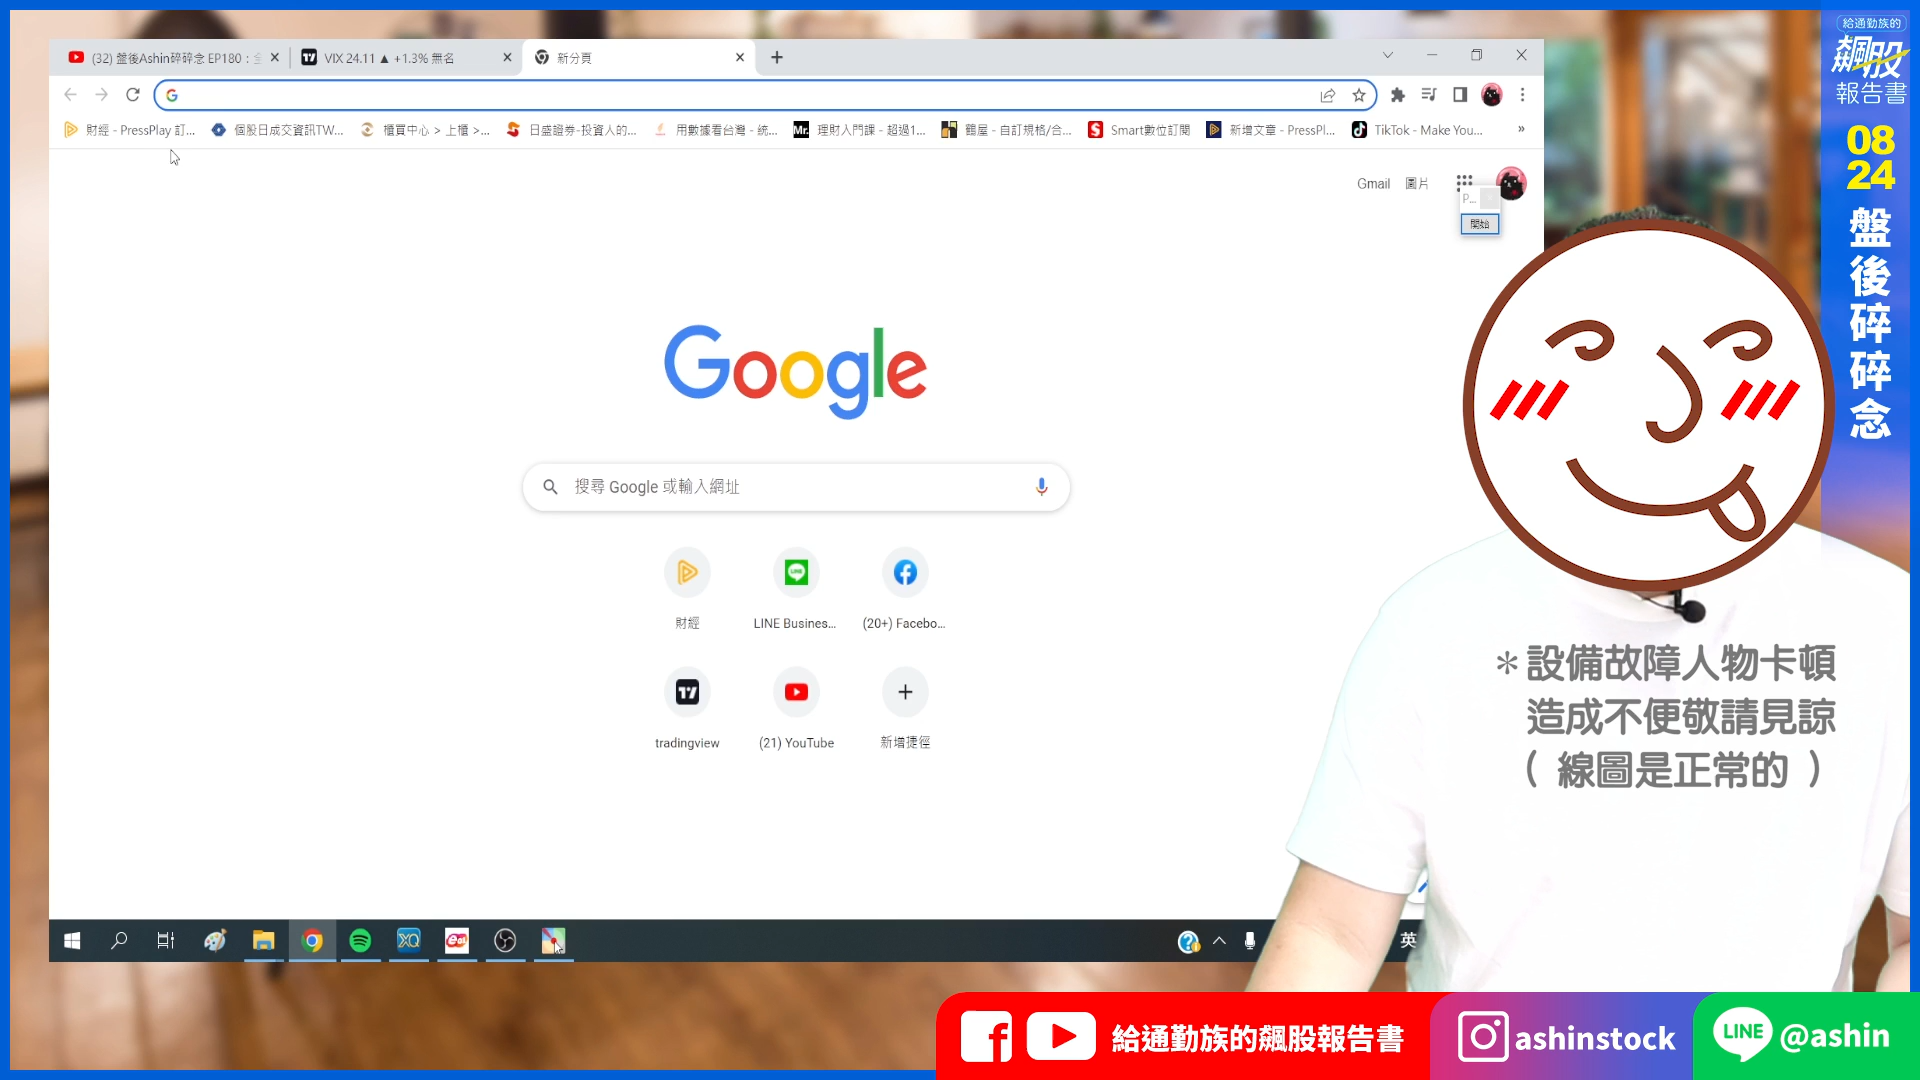 (32) 盤後Ashin碎碎念 EP180：
VIX 24.11 ▲ +1.3% 無名
新分頁
財經 - PressPlay 訂...
個股日成交資訊TW...
櫃買中心 > 上櫃 >...
日盛證券-投資人的...
用數據看台灣 - 統...
Mr.
理財入門課 - 超過1...
鶴屋 - 自訂規格/合...
Smart數位訂閱
新增文章 - PressPl...
TikTok - Make You...
»
Gmail
圖片
P...
開始
Google
搜尋 Google 或輸入網址
財經
LINE Busines...
(20+) Facebo...
tradingview
(21) YouTube
新增捷徑
XQ
英
給通勤族的
飆股
報告書
08
24
盤後碎碎念
＊設備故障人物卡頓
造成不便敬請見諒
( 線圖是正常的 )
給通勤族的飆股報告書
ashinstock
LINE
@ashin